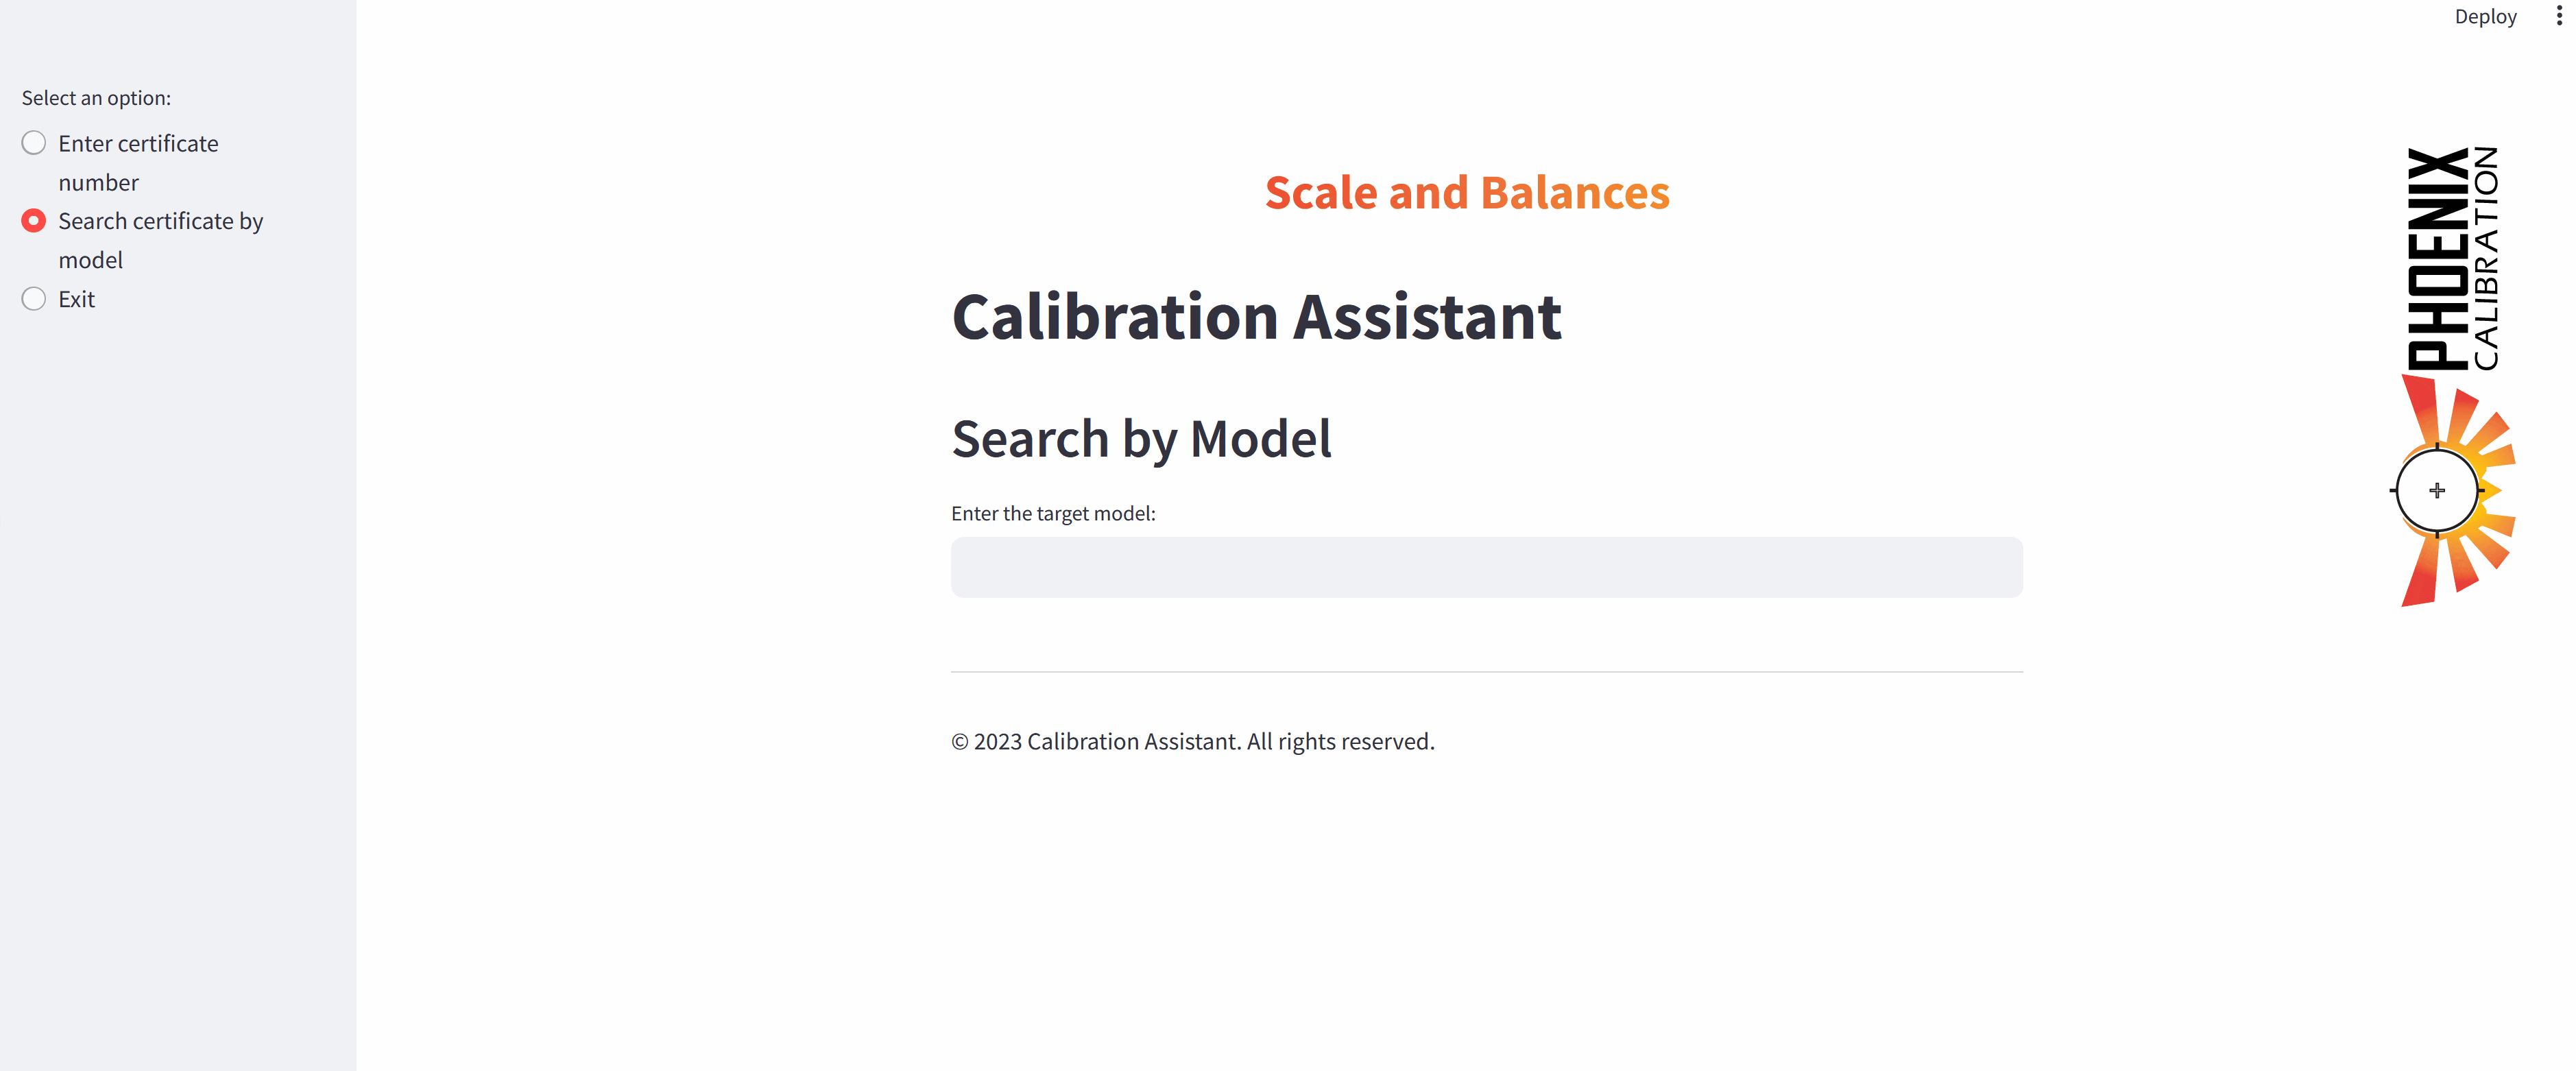 Deploy
Select an option:
Enter certificate
number
Search certificate by
model
Exit
Scale and Balances
Calibration Assistant
Search by Model
Enter the target model:
© 2023 Calibration Assistant. All rights reserved.
PHOENIX
CALIBRATION